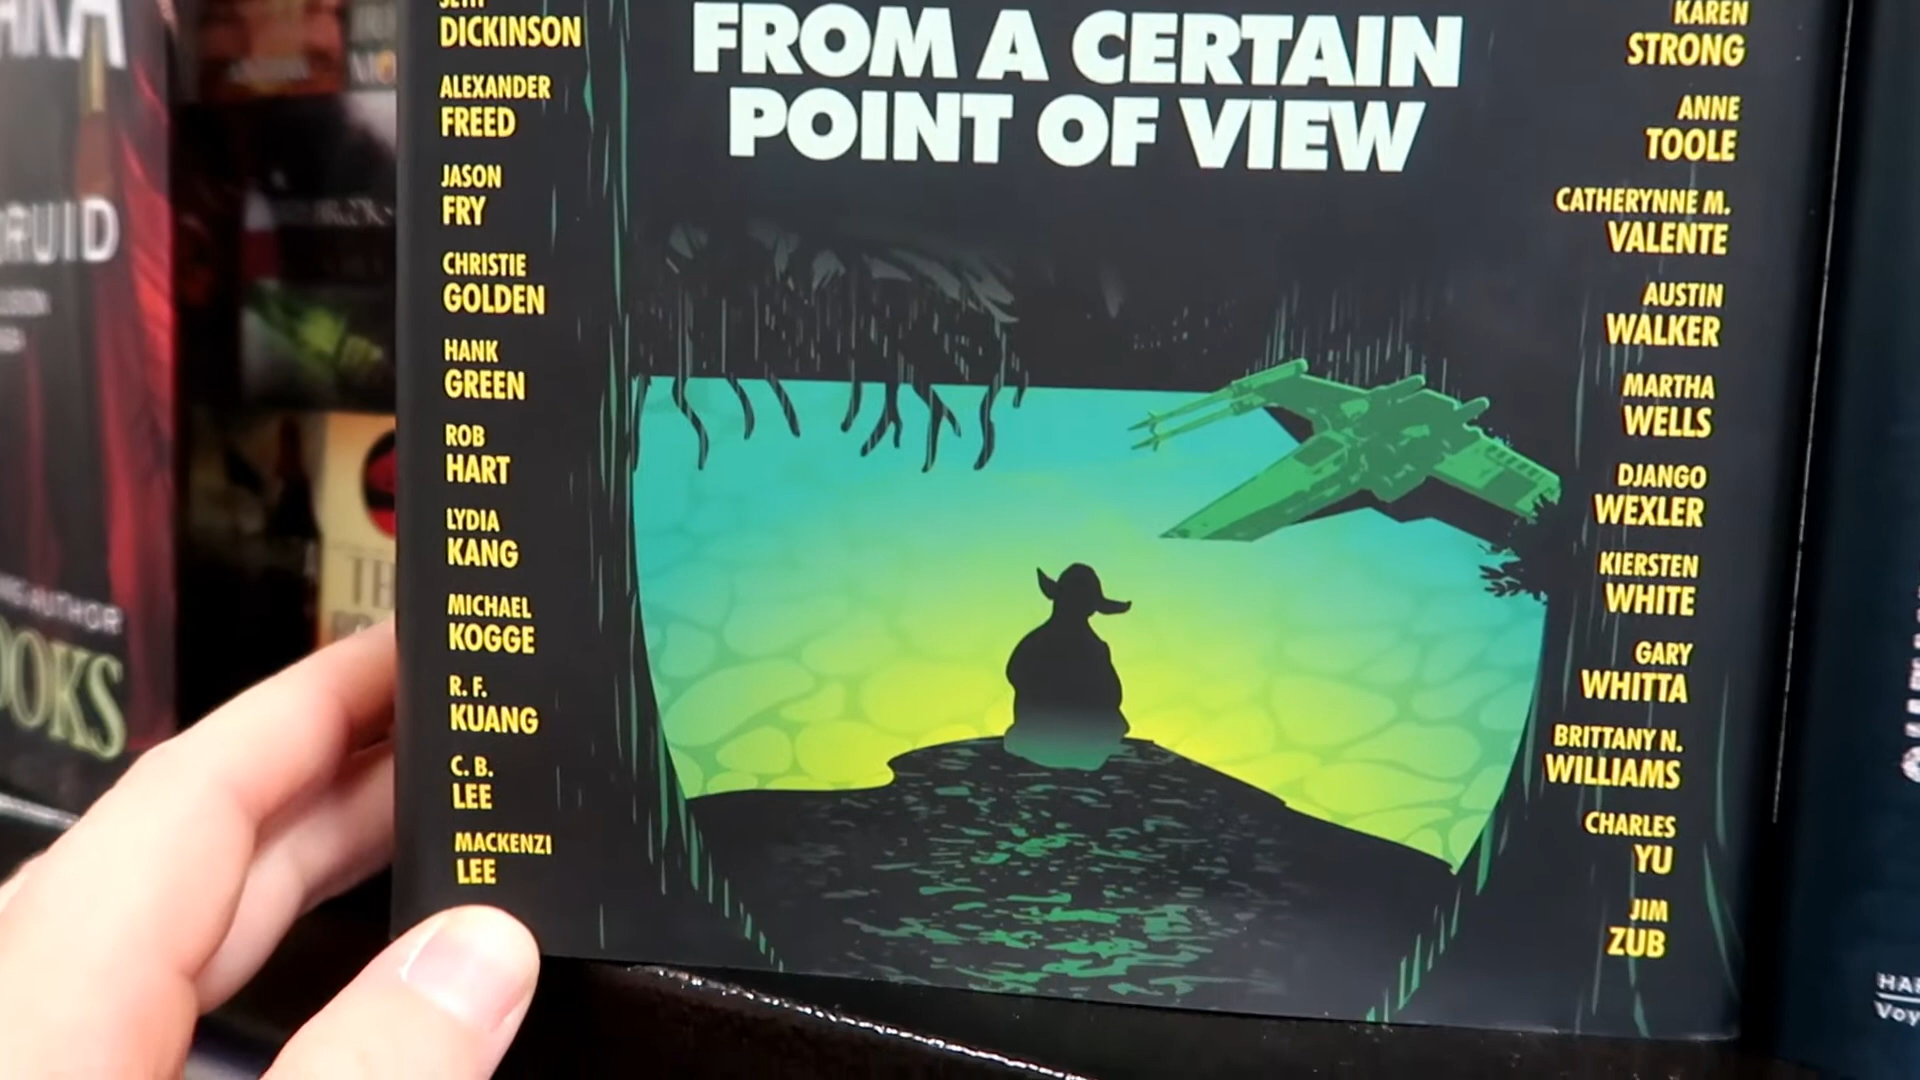 FROM A CERTAIN
POINT OF VIEW
DICKINSON
ALEXANDER
FREED
JASON
FRY
CHRISTIE
GOLDEN
HANK
GREEN
ROB
HART
LYDIA
KANG
MICHAEL
KOGGE
R. F.
KUANG
C. B.
LEE
MACKENZI
LEE
KAREN
STRONG
ANNE
TOOLE
CATHERYNNE M.
VALENTE
AUSTIN
WALKER
MARTHA
WELLS
DJANGO
WEXLER
KIERSTEN
WHITE
GARY
WHITTA
BRITTANY N.
WILLIAMS
CHARLES
YU
JIM
ZUB
RUID
AUTHOR
OOKS